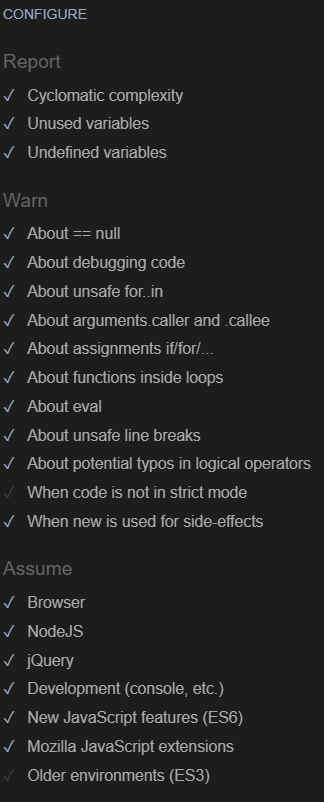 CONFIGURE
Report
Cyclomatic complexity
Unused variables
Undefined variables
Warn
About == null
About debugging code
About unsafe for..in
About arguments.caller and .callee
About assignments if/for/...
About functions inside loops
About eval
About unsafe line breaks
About potential typos in logical operators
When code is not in strict mode
When new is used for side-effects
Assume
Browser
NodeJS
jQuery
Development (console, etc.)
New JavaScript features (ES6)
Mozilla JavaScript extensions
Older environments (ES3)